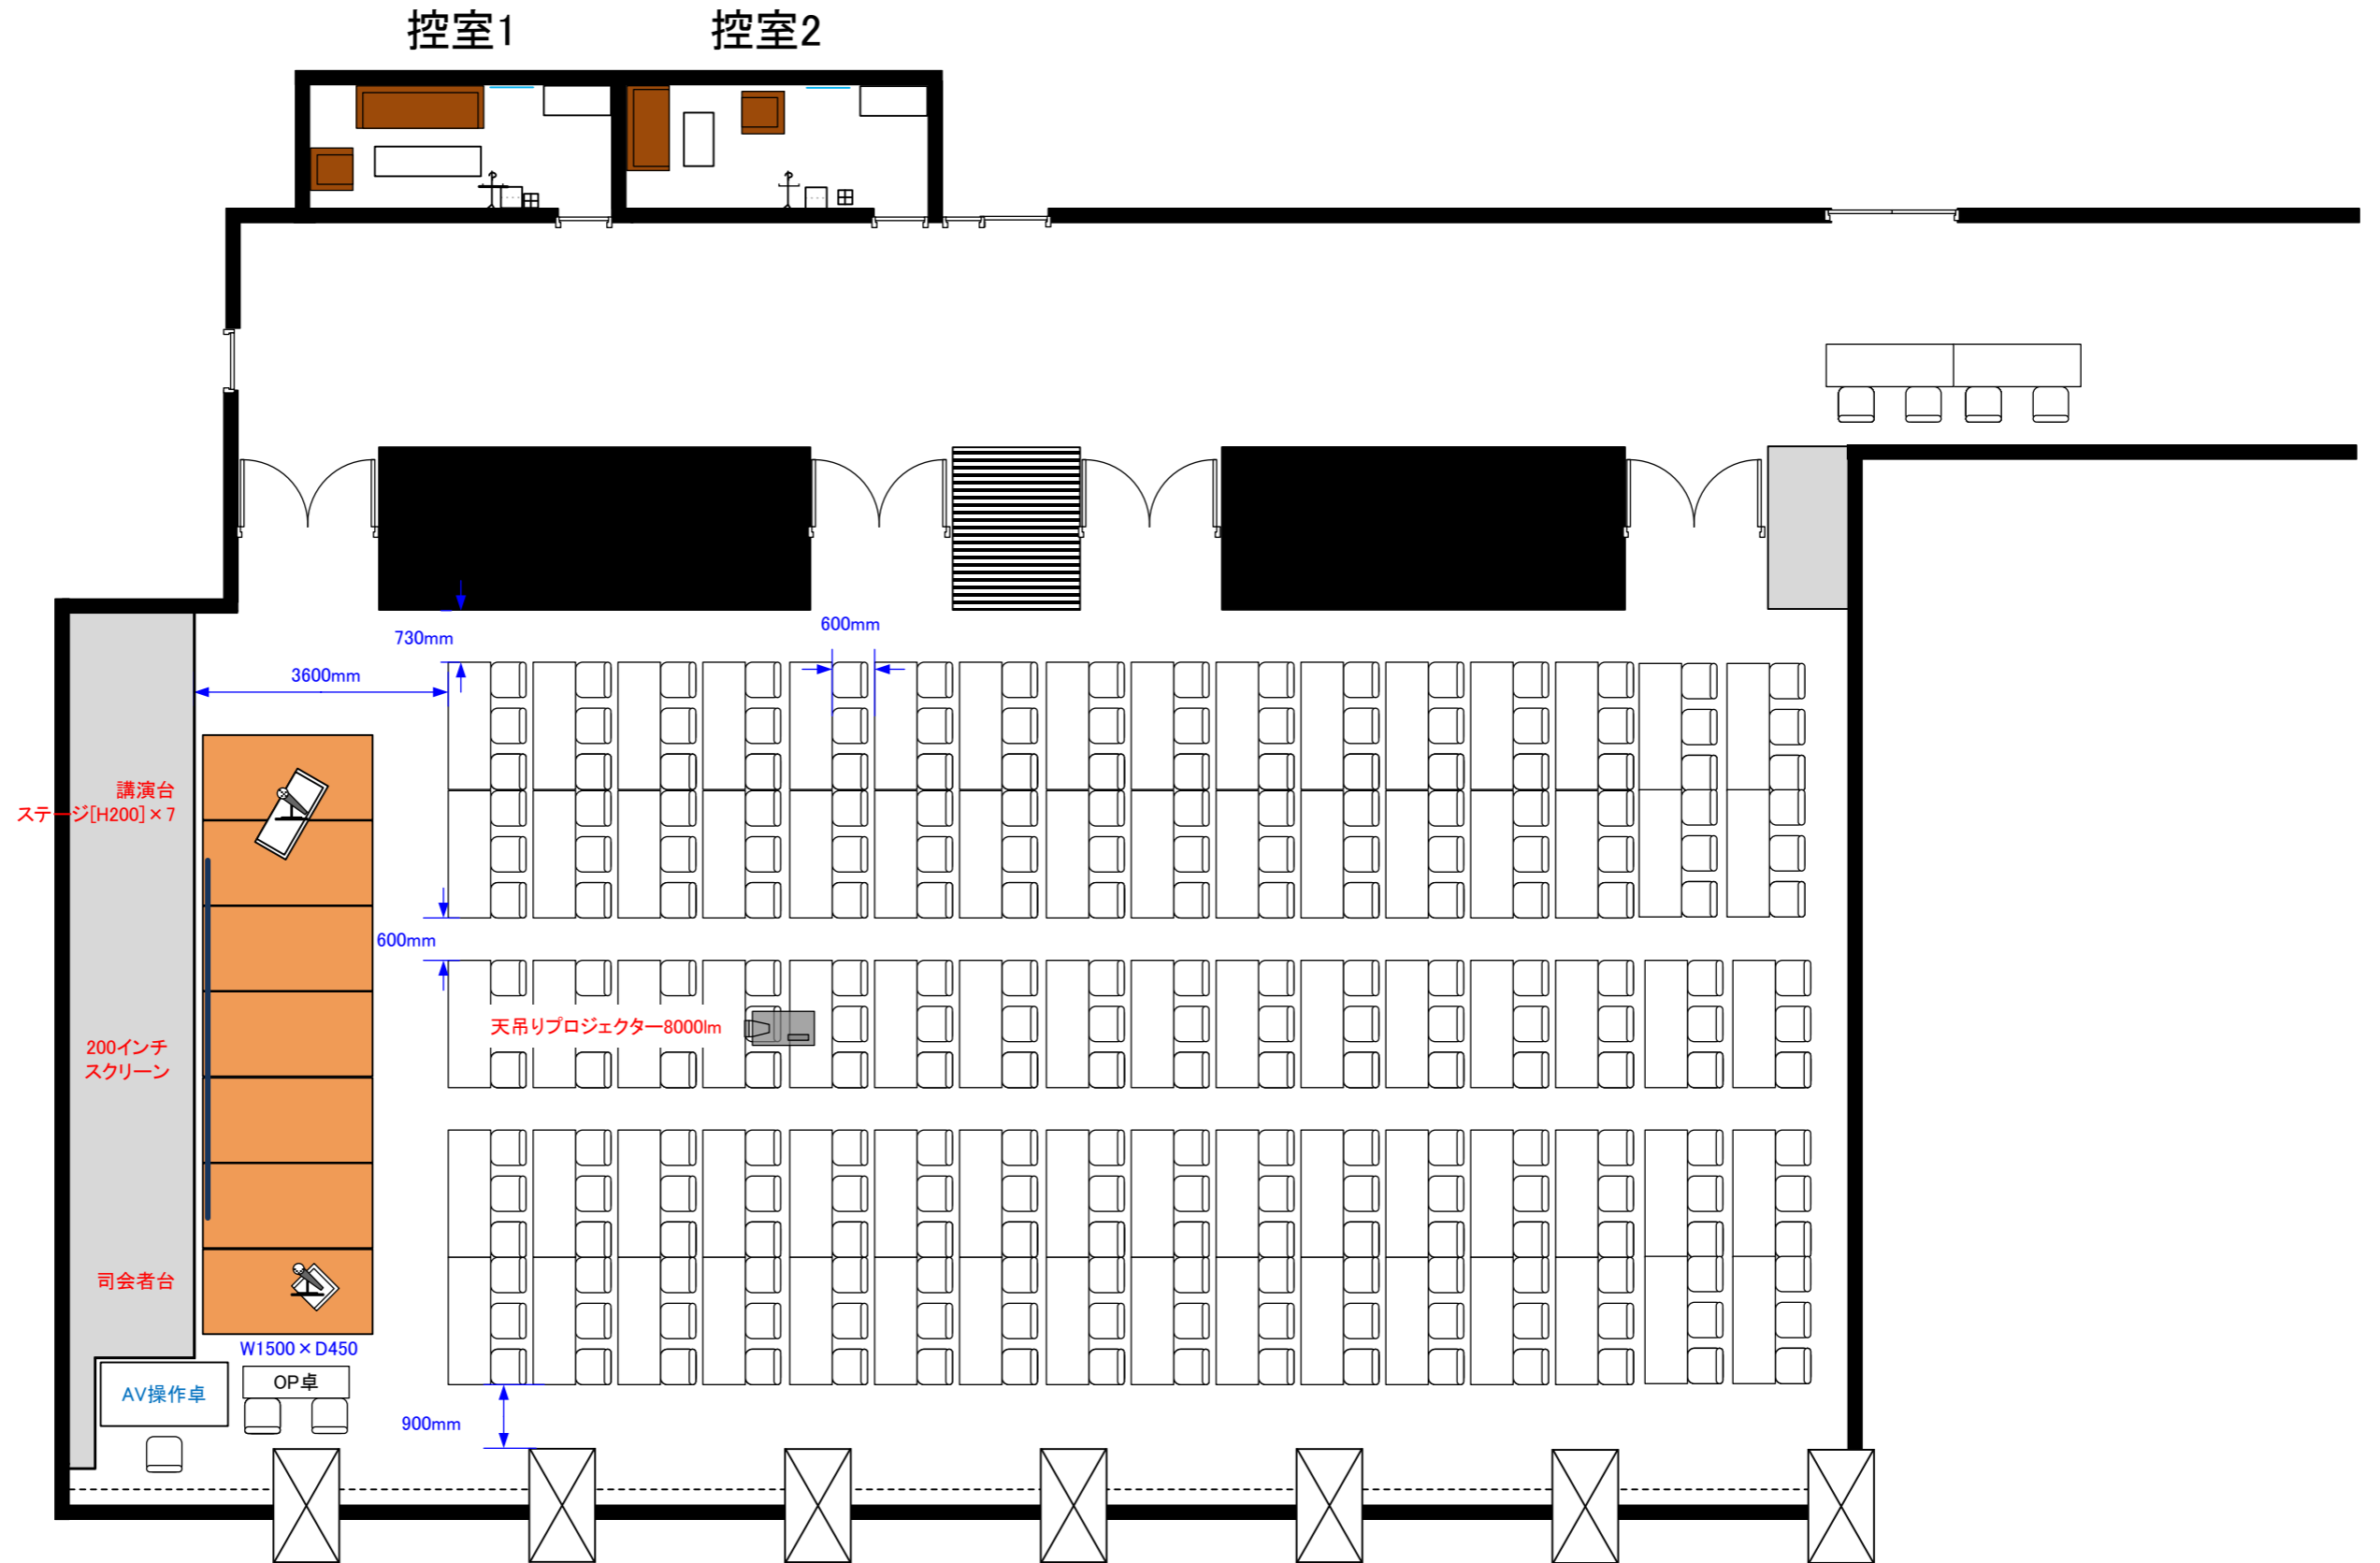 控室1
控室2
730mm
600mm
3600mm
講演台
ステージ[H200]×7
600mm
天吊りプロジェクター8000lm
200インチ
スクリーン
司会者台
W1500×D450
AV操作卓
OP卓
900mm